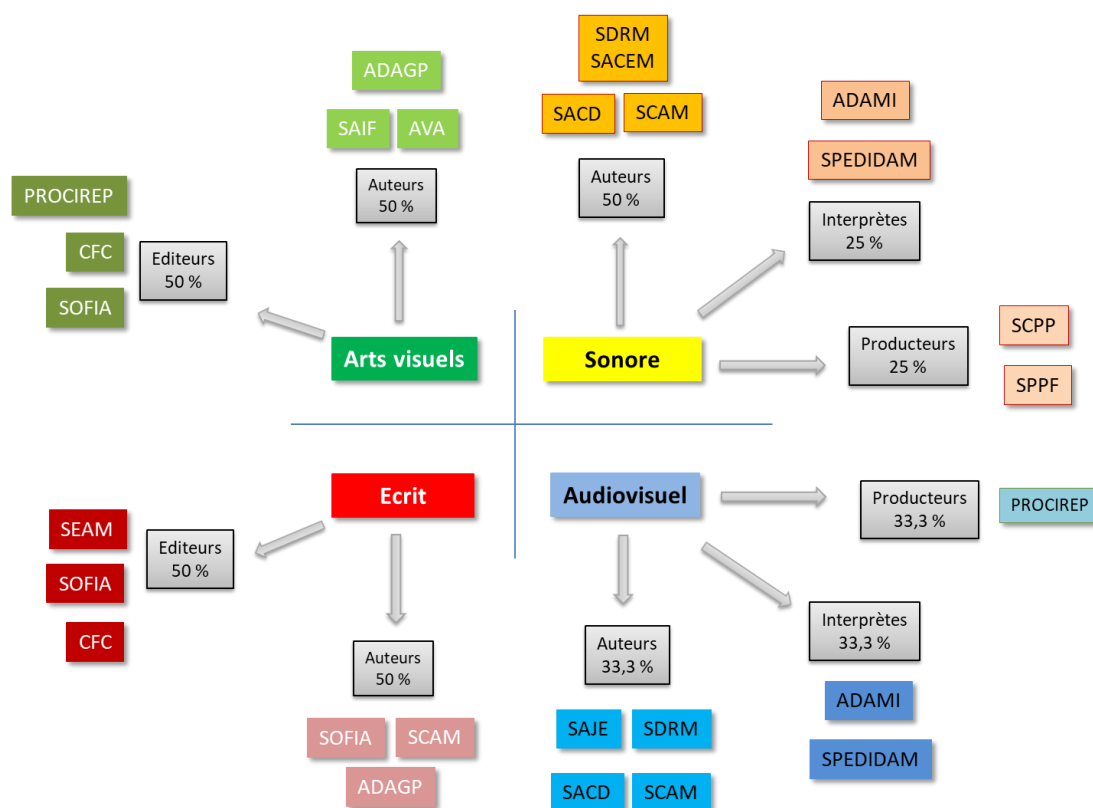 SDRM
SACEM
ADAGP
SACD
SCAM
SAIF
AVA
ADAMI
SPEDIDAM
Auteurs
50 %
Auteurs
50 %
PROCIREP
CFC
SOFIA
Editeurs
50 %
Interprètes
25 %
Arts visuels
Sonore
Producteurs
25 %
SCPP
SPPF
Ecrit
Audiovisuel
Producteurs
33,3 %
PROCIREP
SEAM
SOFIA
CFC
Editeurs
50 %
Auteurs
50 %
Auteurs
33,3 %
Interprètes
33,3 %
SOFIA
SCAM
ADAGP
SAJE
SDRM
SACD
SCAM
ADAMI
SPEDIDAM